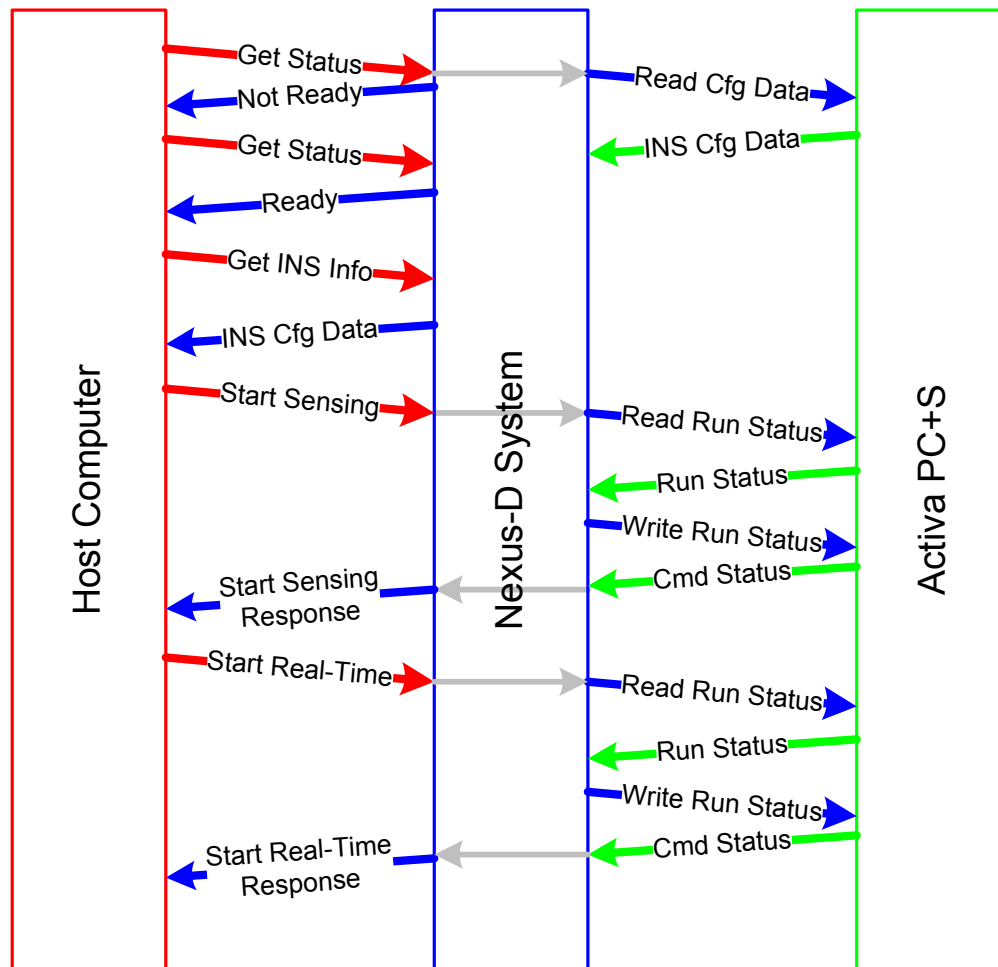 Get Status
Read Cfg Data
Not Ready
INS Cfg Data
Get Status
Ready
Get INS Info
INS Cfg Data
Start Sensing
Read Run Status
Run Status
Write Run Status
Cmd Status
Start Sensing
Response
Start Real-Time
Read Run Status
Run Status
Write Run Status
Cmd Status
Start Real-Time
Response
Host Computer
Nexus-D System
Activa PC+S